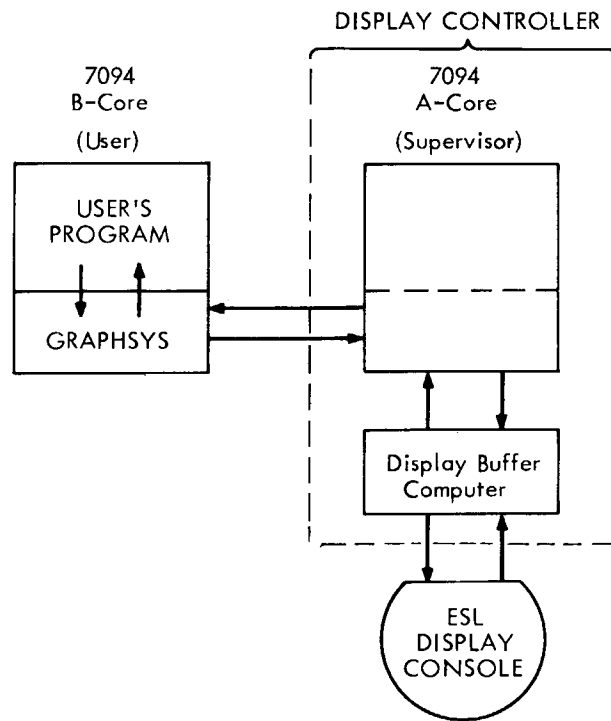 DISPLAY CONTROLLER
7094
B-Core
(User)
7094
A-Core
(Supervisor)
USER'S
PROGRAM
GRAPHSYS
Display Buffer
Computer
ESL
DISPLAY
CONSOLE